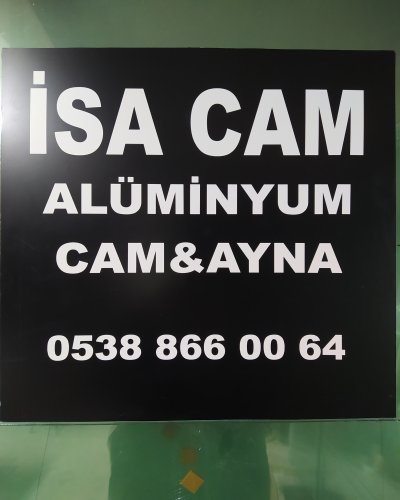 İSA CAM
ALÜMİNYUM
CAM&AYNA
0538 866 00 64